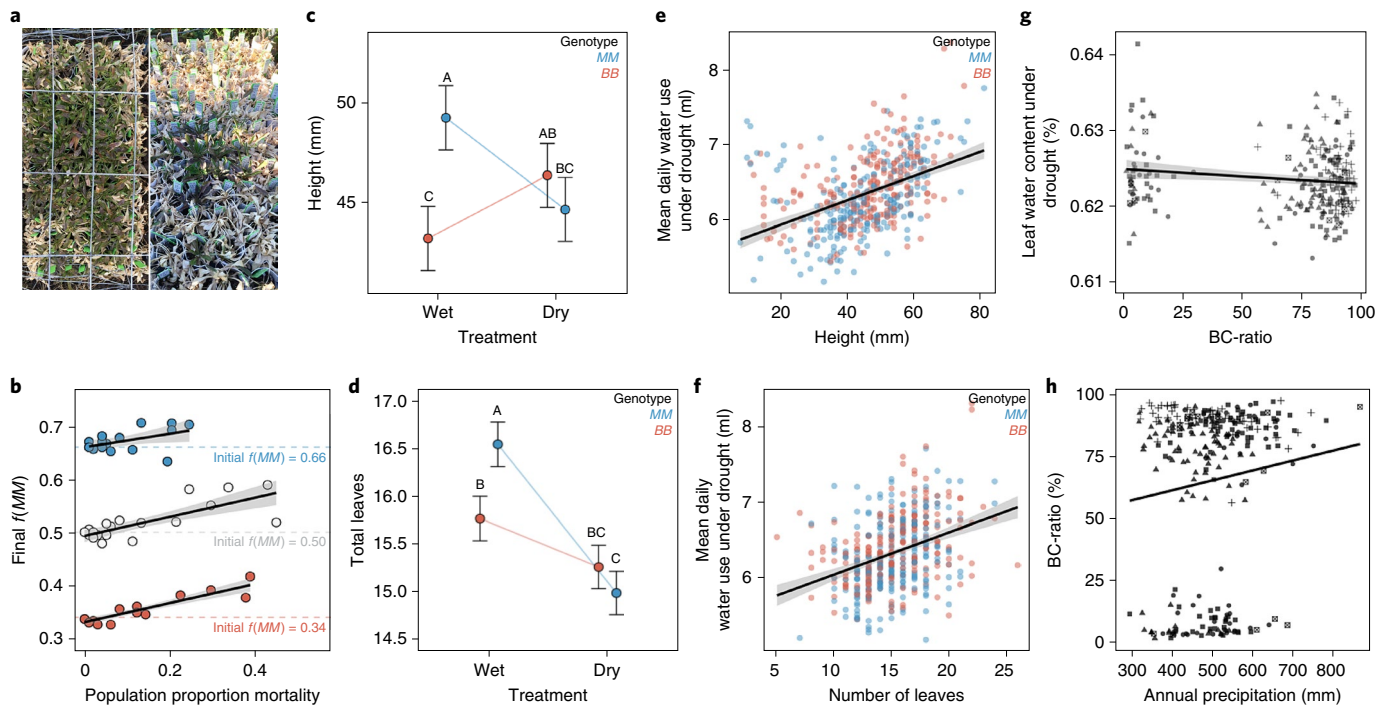 a
b
Final f(MM)
0.7
0.6
0.5
0.4
0.3
Initial f(MM) = 0.66
Initial f(MM) = 0.50
Initial f(MM) = 0.34
0
0.2
0.4
Population proportion mortality
c
Height (mm)
50
45
Genotype
MM
BB
A
C
AB
BC
Wet
Dry
Treatment
d
Total leaves
17.0
16.5
16.0
15.5
15.0
14.5
Genotype
MM
BB
A
B
BC
C
Wet
Dry
Treatment
e
Mean daily water use
under drought (ml)
8
7
6
Genotype
MM
BB
20
40
60
80
Height (mm)
f
Mean daily
water use under drought (ml)
8
7
6
Genotype
MM
BB
5
10
15
20
25
Number of leaves
g
Leaf water content under
drought (%)
0.64
0.63
0.62
0.61
0
25
50
75
100
BC-ratio
h
BC-ratio (%)
100
75
50
25
0
300
400
500
600
700
800
Annual precipitation (mm)